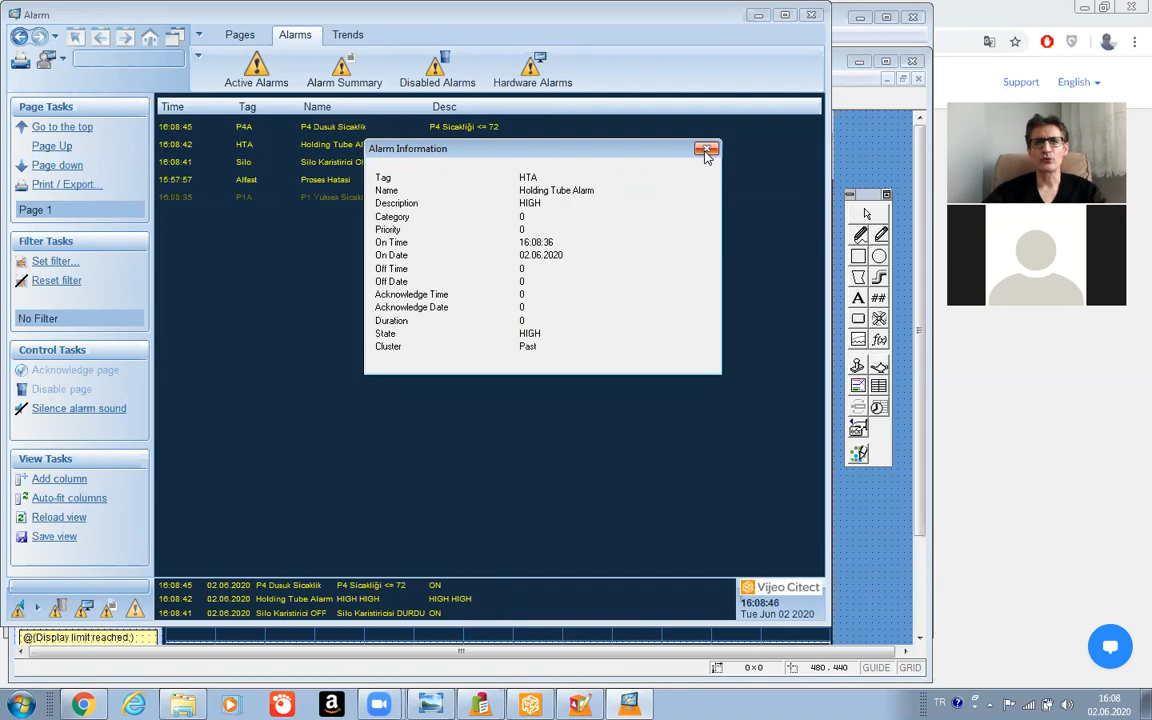 Alarm
Pages Alarms Trends
Active Alarms Alarm Summary Disabled Alarms Hardware Alarms
Support English
Page Tasks
Go to the top
Page Up
Page down
Print / Export...
Page 1
Filter Tasks
Set filter...
Reset filter
No Filter
Control Tasks
Acknowledge page
Disable page
Silence alarm sound
View Tasks
Add column
Auto-fit columns
Reload view
Save view
Time Tag Name Desc
16:08:45 P4A P4 Dusuk Sicaklik P4 Sicakliği <= 72
16:08:42 HTA Holding Tube Al
16:08:41 Silo Silo Karistirici O
15:57:57 Alfast Proses Hatasi
16:08:35 P1A P1 Yuksek Sicakl
Alarm Information
Tag HTA
Name Holding Tube Alarm
Description HIGH
Category 0
Priority 0
On Time 16:08:36
On Date 02.06.2020
Off Time 0
Off Date 0
Acknowledge Time 0
Acknowledge Date 0
Duration 0
State HIGH
Cluster Past
16:08:45 02.06.2020 P4 Dusuk Sicaklik P4 Sicakliği <= 72 ON
16:08:42 02.06.2020 Holding Tube Alarm HIGH HIGH HIGH HIGH
16:08:41 02.06.2020 Silo Karistirici OFF Silo Karistiricisi DURDU ON
Vijeo Citect
16:08:46
Tue Jun 02 2020
@(Display limit reached;)
A ##
f(x)
0×0 480, 440 GUIDE GRID
TR 16:08
02.06.2020